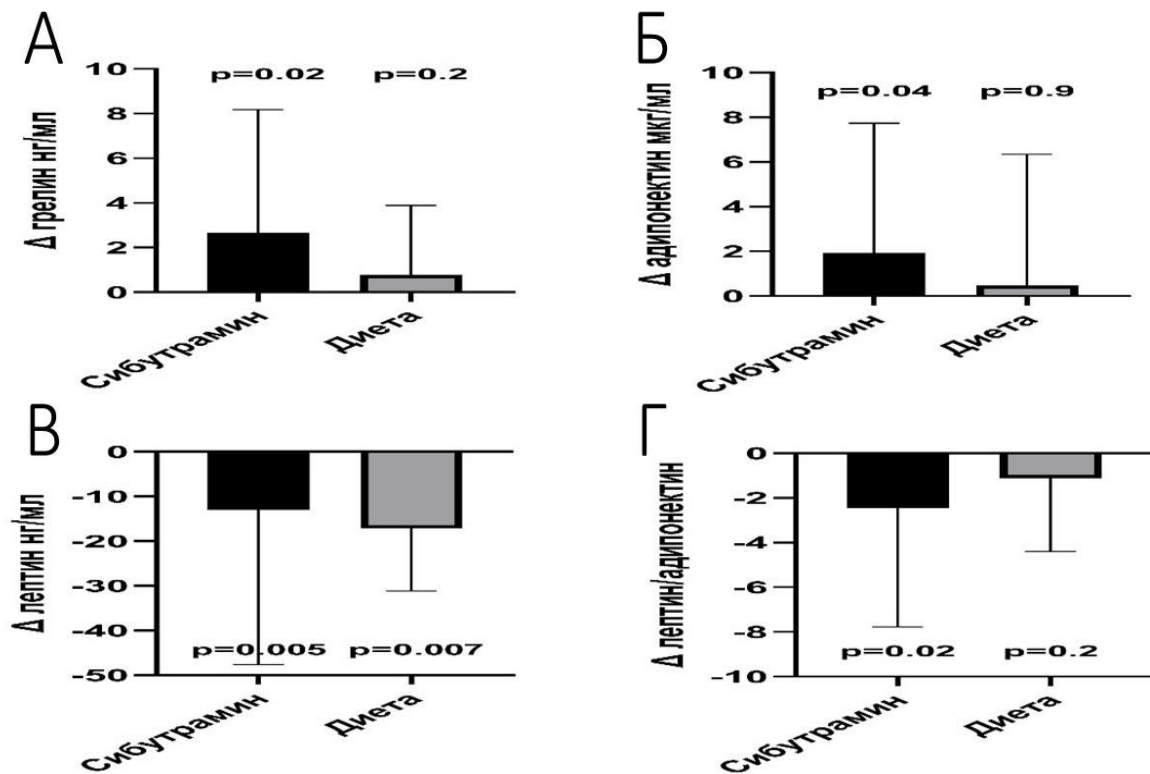 А
Δ грелин нг/мл
10
8
6
4
2
0
p=0.02
p=0.2
Сибутрамин
Диета
Б
Δ адипонектин мкг/мл
10
8
6
4
2
0
p=0.04
p=0.9
Сибутрамин
Диета
В
Δ лептин нг/мл
0
-10
-20
-30
-40
-50
p=0.005
p=0.007
Сибутрамин
Диета
Г
Δ лептин/адипонектин
0
-2
-4
-6
-8
-10
p=0.02
p=0.2
Сибутрамин
Диета